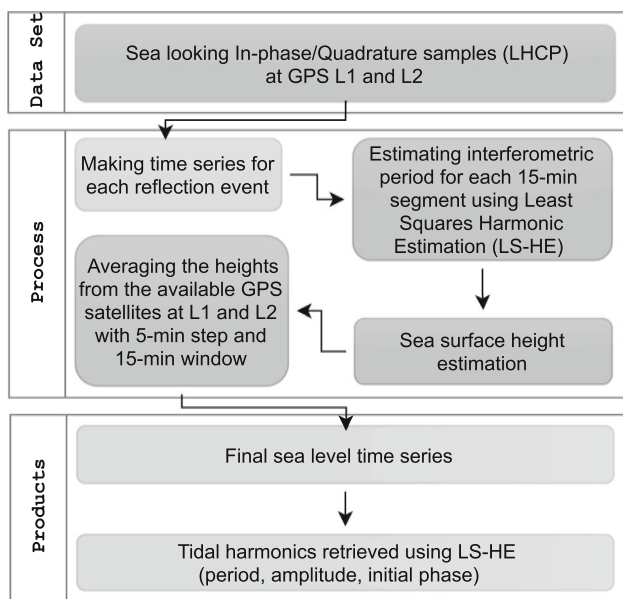 Data Set
Sea looking In-phase/Quadrature samples (LHCP)
at GPS L1 and L2
Process
Making time series for
each reflection event
Estimating interferometric
period for each 15-min
segment using Least
Squares Harmonic
Estimation (LS-HE)
Averaging the heights
from the available GPS
satellites at L1 and L2
with 5-min step and
15-min window
Sea surface height
estimation
Products
Final sea level time series
Tidal harmonics retrieved using LS-HE
(period, amplitude, initial phase)